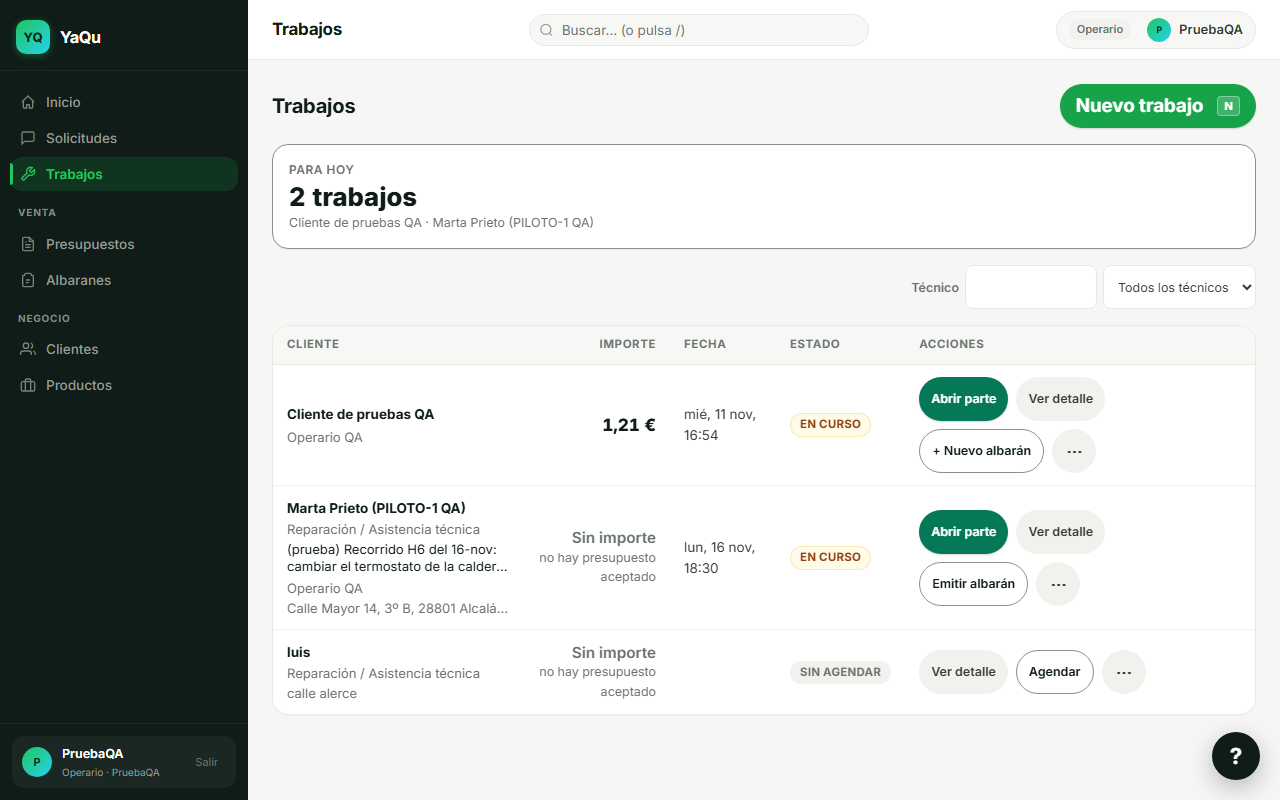 YQ YaQu
Trabajos
Buscar... (o pulsa /)
Operario P PruebaQA
Inicio
Solicitudes
Trabajos
VENTA
Presupuestos
Albaranes
NEGOCIO
Clientes
Productos
Trabajos
Nuevo trabajo N
PARA HOY
2 trabajos
Cliente de pruebas QA · Marta Prieto (PILOTO-1 QA)
Técnico Todos los técnicos
CLIENTE IMPORTE FECHA ESTADO ACCIONES
Cliente de pruebas QA
Operario QA
1,21 €
mié, 11 nov,
16:54
EN CURSO
Abrir parte Ver detalle
+ Nuevo albarán ...
Marta Prieto (PILOTO-1 QA)
Reparación / Asistencia técnica
(prueba) Recorrido H6 del 16-nov:
cambiar el termostato de la calder...
Operario QA
Calle Mayor 14, 3º B, 28801 Alcalá...
Sin importe
no hay presupuesto
aceptado
lun, 16 nov,
18:30
EN CURSO
Abrir parte Ver detalle
Emitir albarán ...
luis
Reparación / Asistencia técnica
calle alerce
Sin importe
no hay presupuesto
aceptado
SIN AGENDAR
Ver detalle Agendar ...
P PruebaQA
Operario · PruebaQA
Salir
?